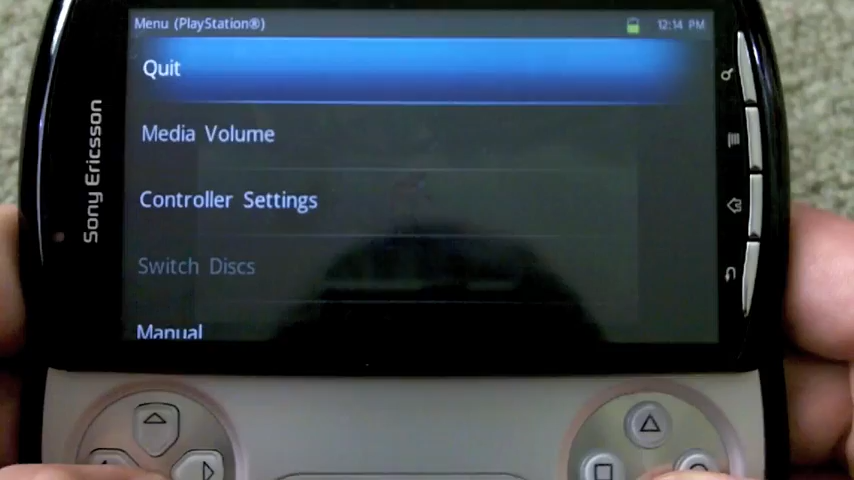 Menu (PlayStation®)
12:14 PM
Quit
Media Volume
Controller Settings
Switch Discs
Manual
Sony Ericsson